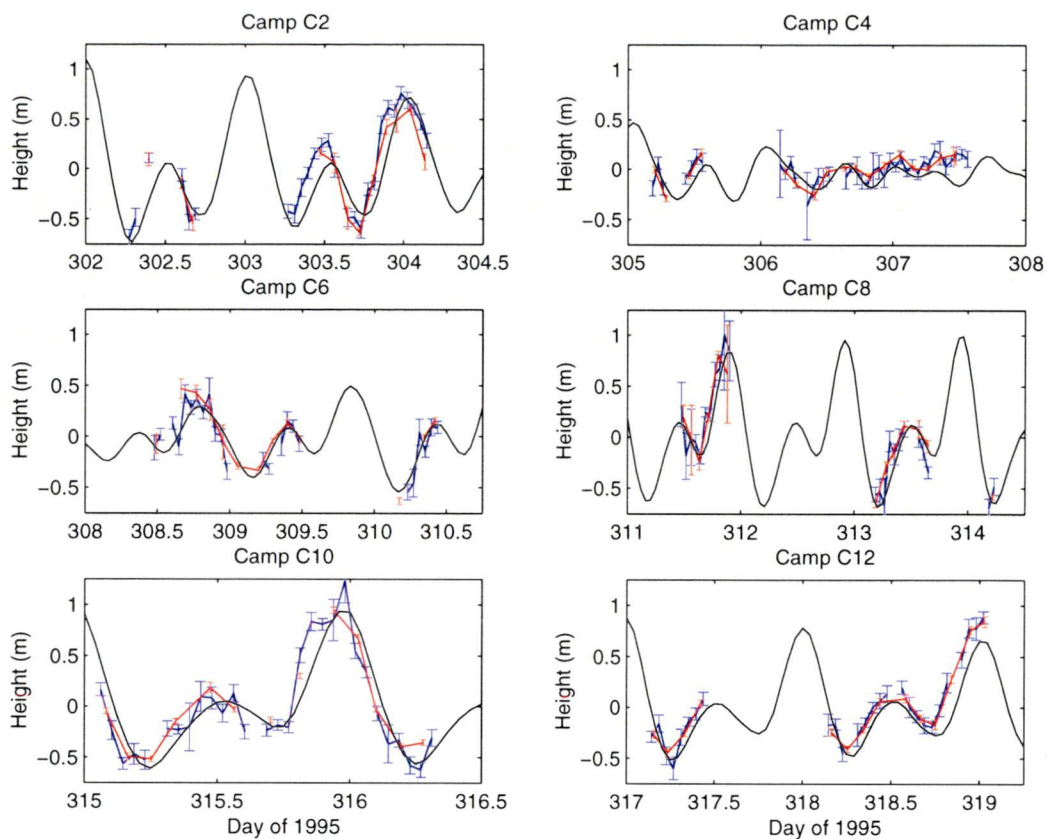 Camp C2
Camp C4
Height (m)
1
0.5
0
−0.5
302 302.5 303 303.5 304 304.5
Height (m)
1
0.5
0
−0.5
305 306 307 308
Camp C6
Camp C8
Height (m)
1
0.5
0
−0.5
308 308.5 309 309.5 310 310.5
Height (m)
1
0.5
0
−0.5
311 312 313 314
Camp C10
Camp C12
Height (m)
1
0.5
0
−0.5
315 315.5 316 316.5
Day of 1995
Height (m)
1
0.5
0
−0.5
317 317.5 318 318.5 319
Day of 1995